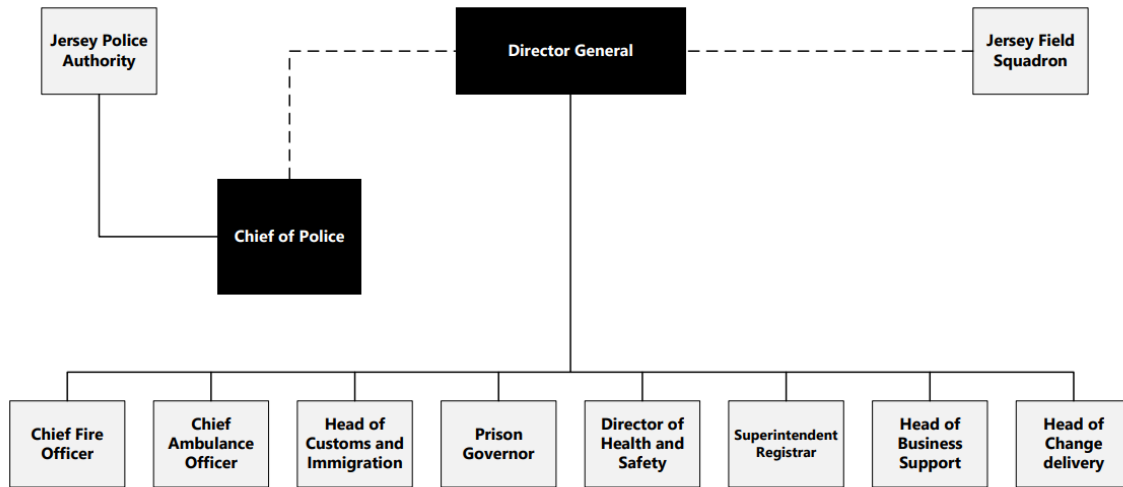 Jersey Police
Authority
Director General
Jersey Field
Squadron
Chief of Police
Chief Fire
Officer
Chief
Ambulance
Officer
Head of
Customs and
Immigration
Prison
Governor
Director of
Health and
Safety
Superintendent
Registrar
Head of
Business
Support
Head of
Change
delivery